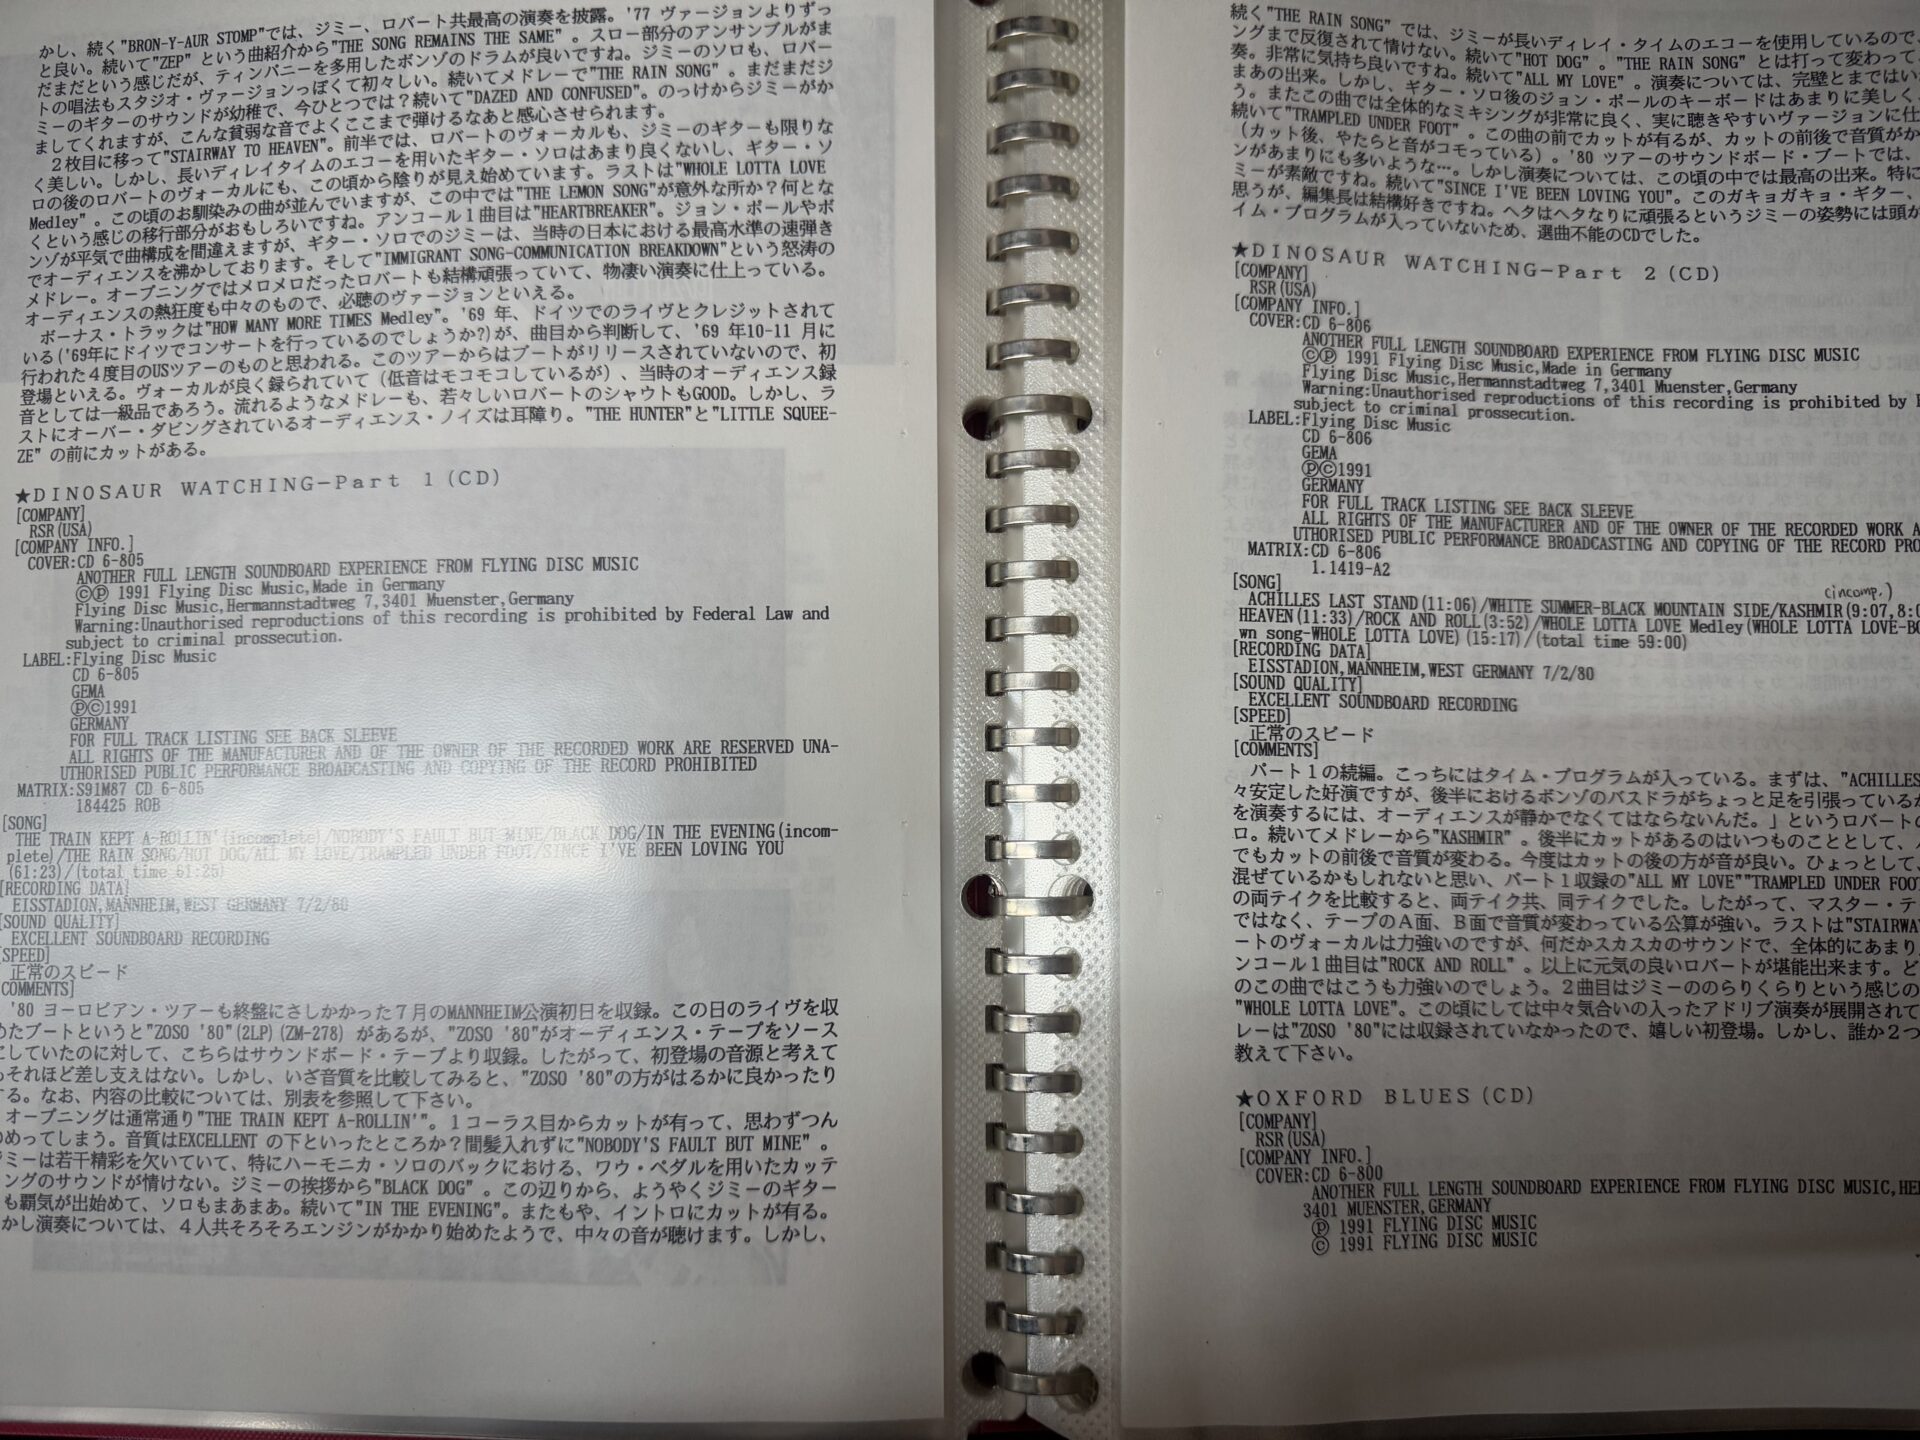 かし、続く"BRON-Y-AUR STOMP"では、ジミー、ロバート共最高の演奏を披露。'77 ヴァージョンよりずっ
と良い。続いて"ZEP" という曲紹介から"THE SONG REMAINS THE SAME" 。スロー部分のアンサンブルがま
だまだという感じだが、ティンパニーを多用したボンゾのドラムが良いですね。ジミーのソロも、ロバー
トの唱法もスタジオ・ヴァージョンっぽくて初々しい。続いてメドレーで"THE RAIN SONG" 。まだまだジ
ミーのギターのサウンドが幼稚で、今ひとつでは？続いて"DAZED AND CONFUSED"。のっけからジミーがか
ましてくれますが、こんな貧弱な音でよくここまで弾けるなあと感心させられます。
２枚目に移って"STAIRWAY TO HEAVEN"。前半では、ロバートのヴォーカルも、ジミーのギターも限りな
く美しい。しかし、長いディレイタイムのエコーを用いたギター・ソロはあまり良くないし、ギター・ソ
ロの後のロバートのヴォーカルにも、この頃から陰りが見え始めています。ラストは"WHOLE LOTTA LOVE
Medley" 。この頃のお馴染みの曲が並んでいますが、この中では"THE LEMON SONG"が意外な所か？何とな
くという感じの移行部分がおもしろいですね。アンコール１曲目は"HEARTBREAKER"。ジョン・ポールやボ
ンゾが平気で曲構成を間違えますが、ギター・ソロでのジミーは、当時の日本における最高水準の速弾き
でオーディエンスを沸かしております。そして"IMMIGRANT SONG-COMMUNICATION BREAKDOWN"という怒涛の
メドレー。オープニングではメロメロだったロバートも結構頑張っていて、物凄い演奏に仕上っている。
オーディエンスの熱狂度も中々のもので、必聴のヴァージョンといえる。
ボーナス・トラックは"HOW MANY MORE TIMES Medley"。'69 年、ドイツでのライヴとクレジットされて
いる('69年にドイツでコンサートを行っているのでしょうか?)が、曲目から判断して、'69 年10-11 月に
行われた４度目のUSツアーのものと思われる。このツアーからはブートがリリースされていないので、初
登場といえる。ヴォーカルが良く録られていて（低音はモコモコしているが）、当時のオーディエンス録
音としては一級品であろう。流れるようなメドレーも、若々しいロバートのシャウトもGOOD。しかし、ラ
ストにオーバー・ダビングされているオーディエンス・ノイズは耳障り。"THE HUNTER"と"LITTLE SQUEE-
ZE" の前にカットがある。
★DINOSAUR WATCHING－Part 1（CD）
[COMPANY]
RSR(USA)
[COMPANY INFO.]
COVER:CD 6-805
ANOTHER FULL LENGTH SOUNDBOARD EXPERIENCE FROM FLYING DISC MUSIC
©Ⓟ 1991 Flying Disc Music,Made in Germany
Flying Disc Music,Hermannstadtweg 7,3401 Muenster,Germany
Warning:Unauthorised reproductions of this recording is prohibited by Federal Law and
subject to criminal prossecution.
LABEL:Flying Disc Music
CD 6-805
GEMA
Ⓟ©1991
GERMANY
FOR FULL TRACK LISTING SEE BACK SLEEVE
ALL RIGHTS OF THE MANUFACTURER AND OF THE OWNER OF THE RECORDED WORK ARE RESERVED UNA-
UTHORISED PUBLIC PERFORMANCE BROADCASTING AND COPYING OF THE RECORD PROHIBITED
MATRIX:S91M87 CD 6-805
184425 ROB
[SONG]
THE TRAIN KEPT A-ROLLIN'(incomplete)/NOBODY'S FAULT BUT MINE/BLACK DOG/IN THE EVENING(incom-
plete)/THE RAIN SONG/HOT DOG/ALL MY LOVE/TRAMPLED UNDER FOOT/SINCE I'VE BEEN LOVING YOU
(61:23)/(total time 61:25)
[RECORDING DATA]
EISSTADION,MANNHEIM,WEST GERMANY 7/2/80
[SOUND QUALITY]
EXCELLENT SOUNDBOARD RECORDING
[SPEED]
正常のスピード
[COMMENTS]
'80 ヨーロピアン・ツアーも終盤にさしかかった７月のMANNHEIM公演初日を収録。この日のライヴを収
めたブートというと"ZOSO '80"(2LP)(ZM-278) があるが、"ZOSO '80"がオーディエンス・テープをソース
にしていたのに対して、こちらはサウンドボード・テープより収録。したがって、初登場の音源と考えて
もそれほど差し支えはない。しかし、いざ音質を比較してみると、"ZOSO '80"の方がはるかに良かったり
する。なお、内容の比較については、別表を参照して下さい。
オープニングは通常通り"THE TRAIN KEPT A-ROLLIN'"。１コーラス目からカットが有って、思わずつん
のめってしまう。音質はEXCELLENT の下といったところか？間髪入れずに"NOBODY'S FAULT BUT MINE" 。
ジミーは若干精彩を欠いていて、特にハーモニカ・ソロのバックにおける、ワウ・ペダルを用いたカッテ
ィングのサウンドが情けない。ジミーの挨拶から"BLACK DOG" 。この辺りから、ようやくジミーのギター
も覇気が出始めて、ソロもまあまあ。続いて"IN THE EVENING"。またもや、イントロにカットが有る。
かし演奏については、４人共そろそろエンジンがかかり始めたようで、中々の音が聴けます。しかし、
続く"THE RAIN SONG" では、ジミーが長いディレイ・タイムのエコーを使用しているので、
ングまで反復されて情けない。続いて"HOT DOG" 。"THE RAIN SONG" とは打って変わって
奏。非常に気持ち良いですね。続いて"ALL MY LOVE" 。演奏については、完璧とまではい
まあの出来。しかし、ギター・ソロ後のジョン・ポールのキーボードはあまりに美しく
う。またこの曲では全体的なミキシングが非常に良く、実に聴きやすいヴァージョンに仕
続いて"TRAMPLED UNDER FOOT" 。この曲の前でカットが有るが、カットの前後で音質がか
（カット後、やたらと音がコモっている）。'80 ツアーのサウンドボード・ブートでは、
ンがあまりにも多いような…。しかし演奏については、この頃の中では最高の出来。特に
ミーが素敵ですね。続いて"SINCE I'VE BEEN LOVING YOU"。このガキョガキョ・ギター、
思うが、編集長は結構好きですね。ヘタはヘタなりに頑張るというジミーの姿勢には頭が
イム・プログラムが入っていないため、選曲不能のCDでした。
★DINOSAUR WATCHING－Part 2（CD）
[COMPANY]
RSR(USA)
[COMPANY INFO.]
COVER:CD 6-806
ANOTHER FULL LENGTH SOUNDBOARD EXPERIENCE FROM FLYING DISC MUSIC
©Ⓟ 1991 Flying Disc Music,Made in Germany
Flying Disc Music,Hermannstadtweg 7,3401 Muenster,Germany
Warning:Unauthorised reproductions of this recording is prohibited by
subject to criminal prossecution.
LABEL:Flying Disc Music
CD 6-806
GEMA
Ⓟ©1991
GERMANY
FOR FULL TRACK LISTING SEE BACK SLEEVE
ALL RIGHTS OF THE MANUFACTURER AND OF THE OWNER OF THE RECORDED WORK
UTHORISED PUBLIC PERFORMANCE BROADCASTING AND COPYING OF THE RECORD PRO
MATRIX:CD 6-806
1.1419-A2
[SONG]
(incomp.)
ACHILLES LAST STAND(11:06)/WHITE SUMMER-BLACK MOUNTAIN SIDE/KASHMIR(9:07,8:0
HEAVEN(11:33)/ROCK AND ROLL(3:52)/WHOLE LOTTA LOVE Medley(WHOLE LOTTA LOVE-BO
wn song-WHOLE LOTTA LOVE)(15:17)/(total time 59:00)
[RECORDING DATA]
EISSTADION,MANNHEIM,WEST GERMANY 7/2/80
[SOUND QUALITY]
EXCELLENT SOUNDBOARD RECORDING
[SPEED]
正常のスピード
[COMMENTS]
パート１の続編。こっちにはタイム・プログラムが入っている。まずは、"ACHILLES
々安定した好演ですが、後半におけるボンゾのバスドラがちょっと足を引張っているか
を演奏するには、オーディエンスが静かでなくてはならないんだ。」というロバートの
ロ。続いてメドレーから"KASHMIR" 。後半にカットがあるのはいつものこととして、
でもカットの前後で音質が変わる。今度はカットの後の方が音が良い。ひょっとして、
混ぜているかもしれないと思い、パート１収録の"ALL MY LOVE""TRAMPLED UNDER FOOT
の両テイクを比較すると、両テイク共、同テイクでした。したがって、マスター・テ
ではなく、テープのＡ面、Ｂ面で音質が変わっている公算が強い。ラストは"STAIRWA
ートのヴォーカルは力強いのですが、何だかスカスカのサウンドで、全体的にあまり
ンコール１曲目は"ROCK AND ROLL" 。以上に元気の良いロバートが堪能出来ます。ど
のこの曲ではこうも力強いのでしょう。２曲目はジミーののらりくらりという感じの
"WHOLE LOTTA LOVE"。この頃にしては中々気合いの入ったアドリブ演奏が展開されて
レーは"ZOSO '80"には収録されていなかったので、嬉しい初登場。しかし、誰か２つ
教えて下さい。
★OXFORD BLUES（CD）
[COMPANY]
RSR(USA)
[COMPANY INFO.]
COVER:CD 6-800
ANOTHER FULL LENGTH SOUNDBOARD EXPERIENCE FROM FLYING DISC MUSIC,HE
3401 MUENSTER,GERMANY
Ⓟ 1991 FLYING DISC MUSIC
© 1991 FLYING DISC MUSIC